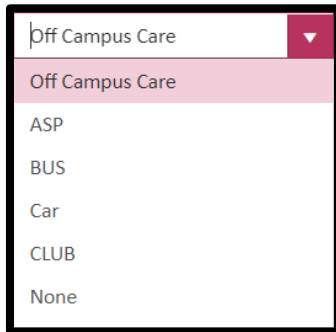 Off Campus Care
Off Campus Care
ASP
BUS
Car
CLUB
None